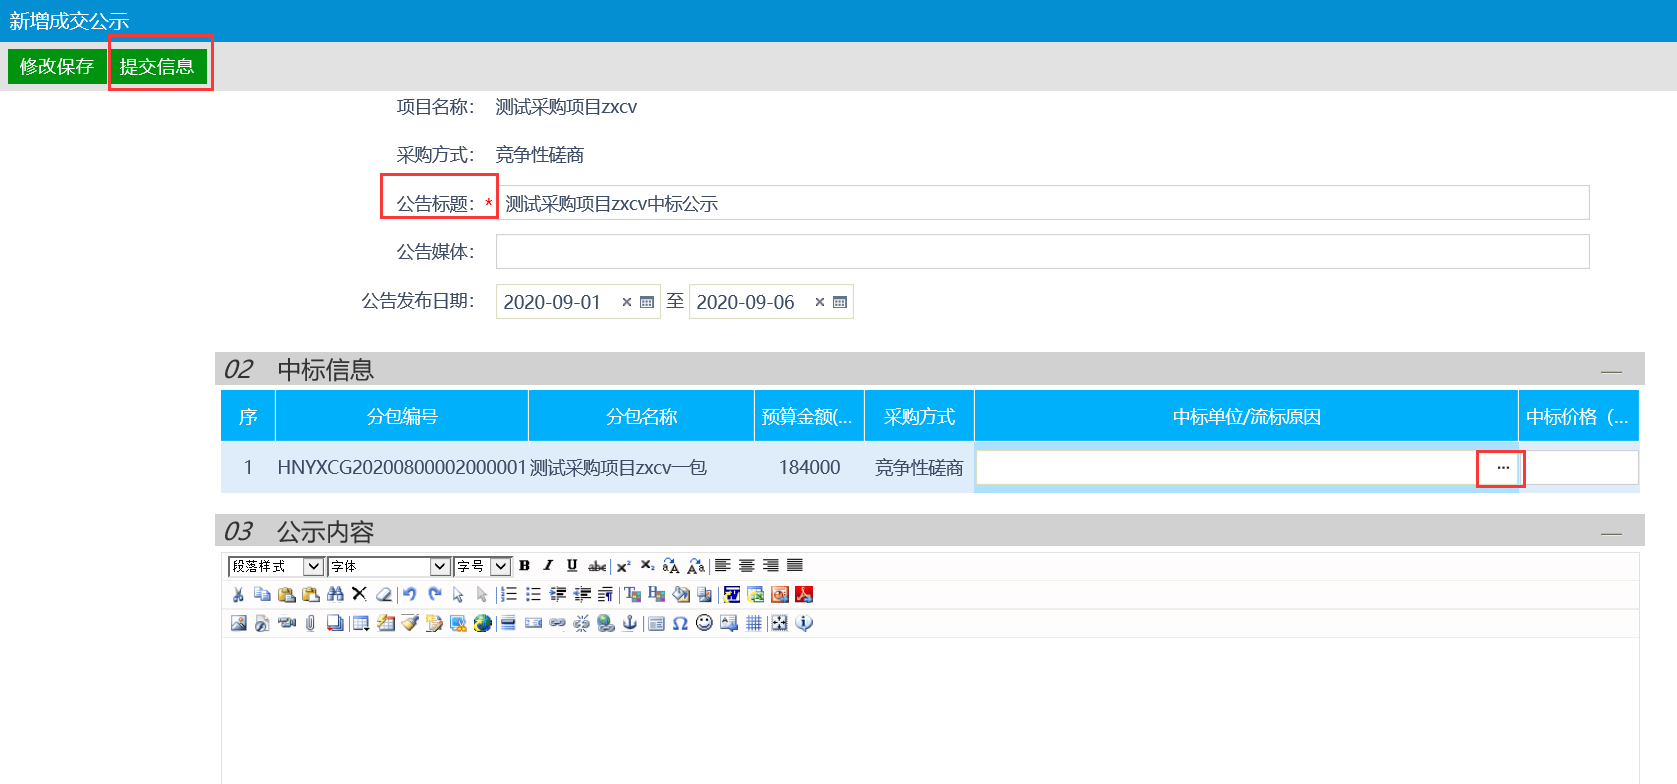 新增成交公示
修改保存 提交信息
项目名称： 测试采购项目zxcv
采购方式： 竞争性磋商
公告标题：* 测试采购项目zxcv中标公示
公告媒体：
公告发布日期： 2020-09-01 × 至 2020-09-06 ×
02 中标信息 —
序 分包编号 分包名称 预算金额(... 采购方式 中标单位/流标原因 中标价格（...
1 HNYXCG20200800002000001 测试采购项目zxcv一包 184000 竞争性磋商 ...
03 公示内容 —
段落样式 字体 字号 B I U abc x² x₂